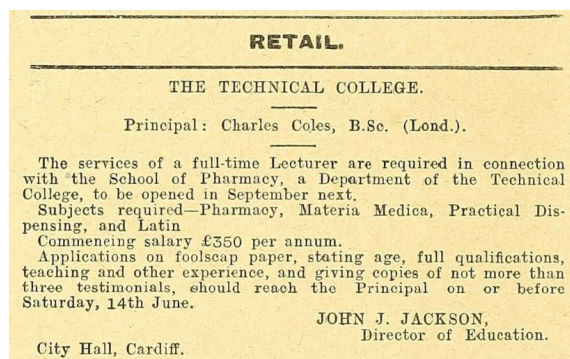 RETAIL.
THE TECHNICAL COLLEGE.
Principal: Charles Coles, B.Sc. (Lond.).
The services of a full-time Lecturer are required in connection
with the School of Pharmacy, a Department of the Technical
College, to be opened in September next.
Subjects required—Pharmacy, Materia Medica, Practical Dis-
pensing, and Latin
Commencing salary £350 per annum.
Applications on foolscap paper, stating age, full qualifications,
teaching and other experience, and giving copies of not more than
three testimonials, should reach the Principal on or before
Saturday, 14th June.
JOHN J. JACKSON,
Director of Education.
City Hall, Cardiff.